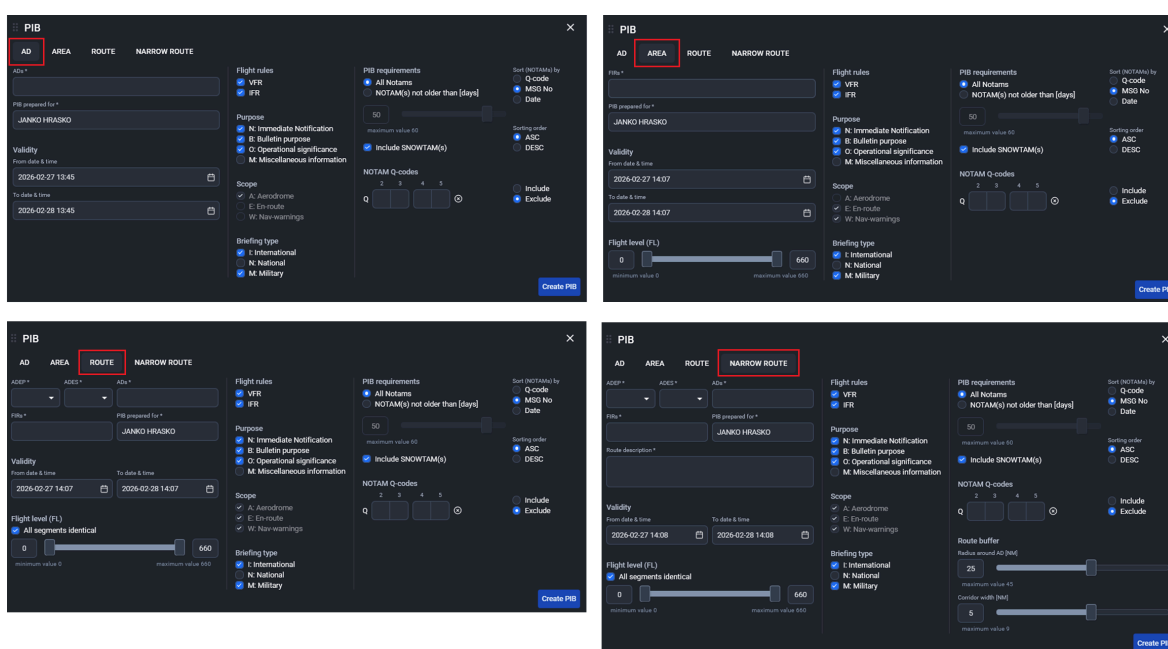 PIB
AD AREA ROUTE NARROW ROUTE
ADs *
PIB prepared for *
JANKO HRASKO
Validity
From date & time
2026-02-27 13:45
To date & time
2026-02-28 13:45
Flight rules
VFR
IFR
Purpose
N: Immediate Notification
B: Bulletin purpose
O: Operational significance
M: Miscellaneous information
Scope
A: Aerodrome
E: En-route
W: Nav-warnings
Briefing type
I: International
N: National
M: Military
PIB requirements
All Notams
NOTAM(s) not older than [days]
50
maximum value 60
Include SNOWTAM(s)
NOTAM Q-codes
2 3 4 5
Q
Sort (NOTAMs) by
Q-code
MSG No
Date
Sorting order
ASC
DESC
Include
Exclude
Create PIB
PIB
AD AREA ROUTE NARROW ROUTE
FIRs *
PIB prepared for *
JANKO HRASKO
Validity
From date & time
2026-02-27 14:07
To date & time
2026-02-28 14:07
Flight level (FL)
0 660
minimum value 0 maximum value 660
Flight rules
VFR
IFR
Purpose
N: Immediate Notification
B: Bulletin purpose
O: Operational significance
M: Miscellaneous information
Scope
A: Aerodrome
E: En-route
W: Nav-warnings
Briefing type
I: International
N: National
M: Military
PIB requirements
All Notams
NOTAM(s) not older than [days]
50
maximum value 60
Include SNOWTAM(s)
NOTAM Q-codes
2 3 4 5
Q
Sort (NOTAMs) by
Q-code
MSG No
Date
Sorting order
ASC
DESC
Include
Exclude
Create PI
PIB
AD AREA ROUTE NARROW ROUTE
ADEP * ADES * ADs *
FIRs * PIB prepared for *
JANKO HRASKO
Validity
From date & time To date & time
2026-02-27 14:07 2026-02-28 14:07
Flight level (FL)
All segments identical
0 660
minimum value 0 maximum value 660
Flight rules
VFR
IFR
Purpose
N: Immediate Notification
B: Bulletin purpose
O: Operational significance
M: Miscellaneous information
Scope
A: Aerodrome
E: En-route
W: Nav-warnings
Briefing type
I: International
N: National
M: Military
PIB requirements
All Notams
NOTAM(s) not older than [days]
50
maximum value 60
Include SNOWTAM(s)
NOTAM Q-codes
2 3 4 5
Q
Sort (NOTAMs) by
Q-code
MSG No
Date
Sorting order
ASC
DESC
Include
Exclude
Create PIB
PIB
AD AREA ROUTE NARROW ROUTE
ADEP * ADES * ADs *
FIRs * PIB prepared for *
JANKO HRASKO
Route description *
Validity
From date & time To date & time
2026-02-27 14:08 2026-02-28 14:08
Flight level (FL)
All segments identical
0 660
minimum value 0 maximum value 660
Flight rules
VFR
IFR
Purpose
N: Immediate Notification
B: Bulletin purpose
O: Operational significance
M: Miscellaneous information
Scope
A: Aerodrome
E: En-route
W: Nav-warnings
Briefing type
I: International
N: National
M: Military
PIB requirements
All Notams
NOTAM(s) not older than [days]
50
maximum value 60
Include SNOWTAM(s)
NOTAM Q-codes
2 3 4 5
Q
Sort (NOTAMs) by
Q-code
MSG No
Date
Sorting order
ASC
DESC
Include
Exclude
Route buffer
Radius around AD [NM]
25
maximum value 45
Corridor width [NM]
5
maximum value 9
Create PI